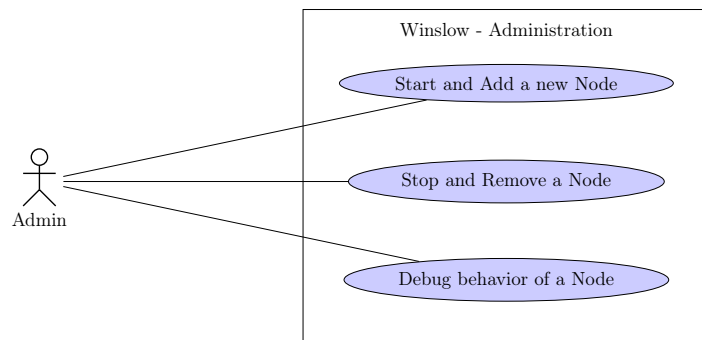 Winslow - Administration
Start and Add a new Node
Stop and Remove a Node
Admin
Debug behavior of a Node